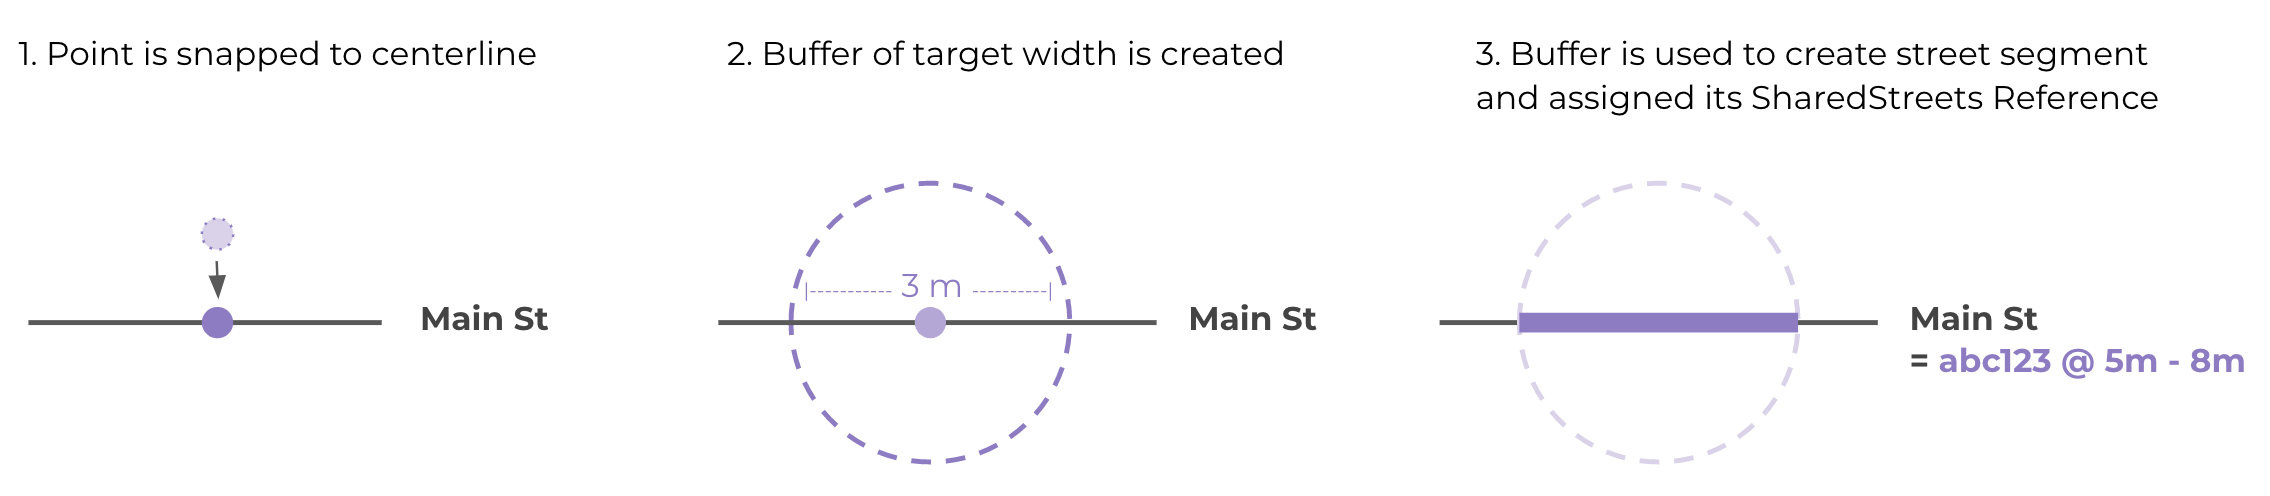 1. Point is snapped to centerline
Main St
2. Buffer of target width is created
3 m
Main St
3. Buffer is used to create street segment
and assigned its SharedStreets Reference
Main St
= abc123 @ 5m - 8m